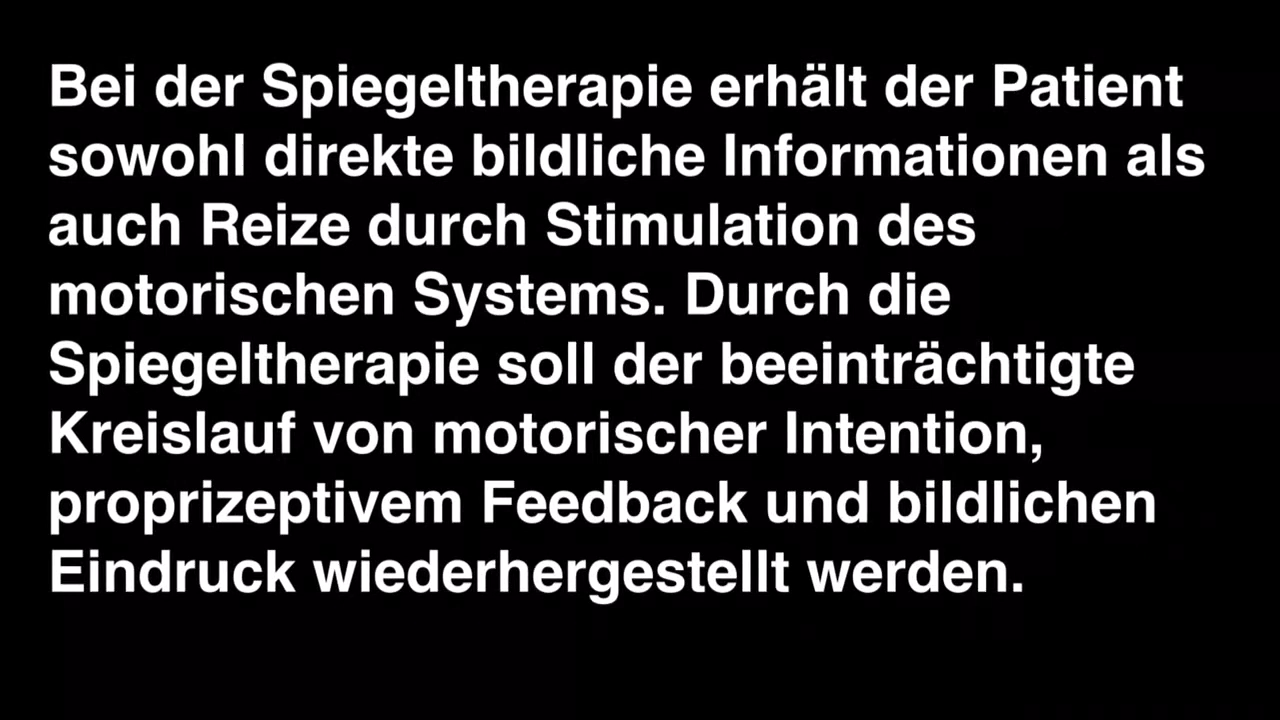 Bei der Spiegeltherapie erhält der Patient
sowohl direkte bildliche Informationen als
auch Reize durch Stimulation des
motorischen Systems. Durch die
Spiegeltherapie soll der beeinträchtigte
Kreislauf von motorischer Intention,
proprizeptivem Feedback und bildlichen
Eindruck wiederhergestellt werden.